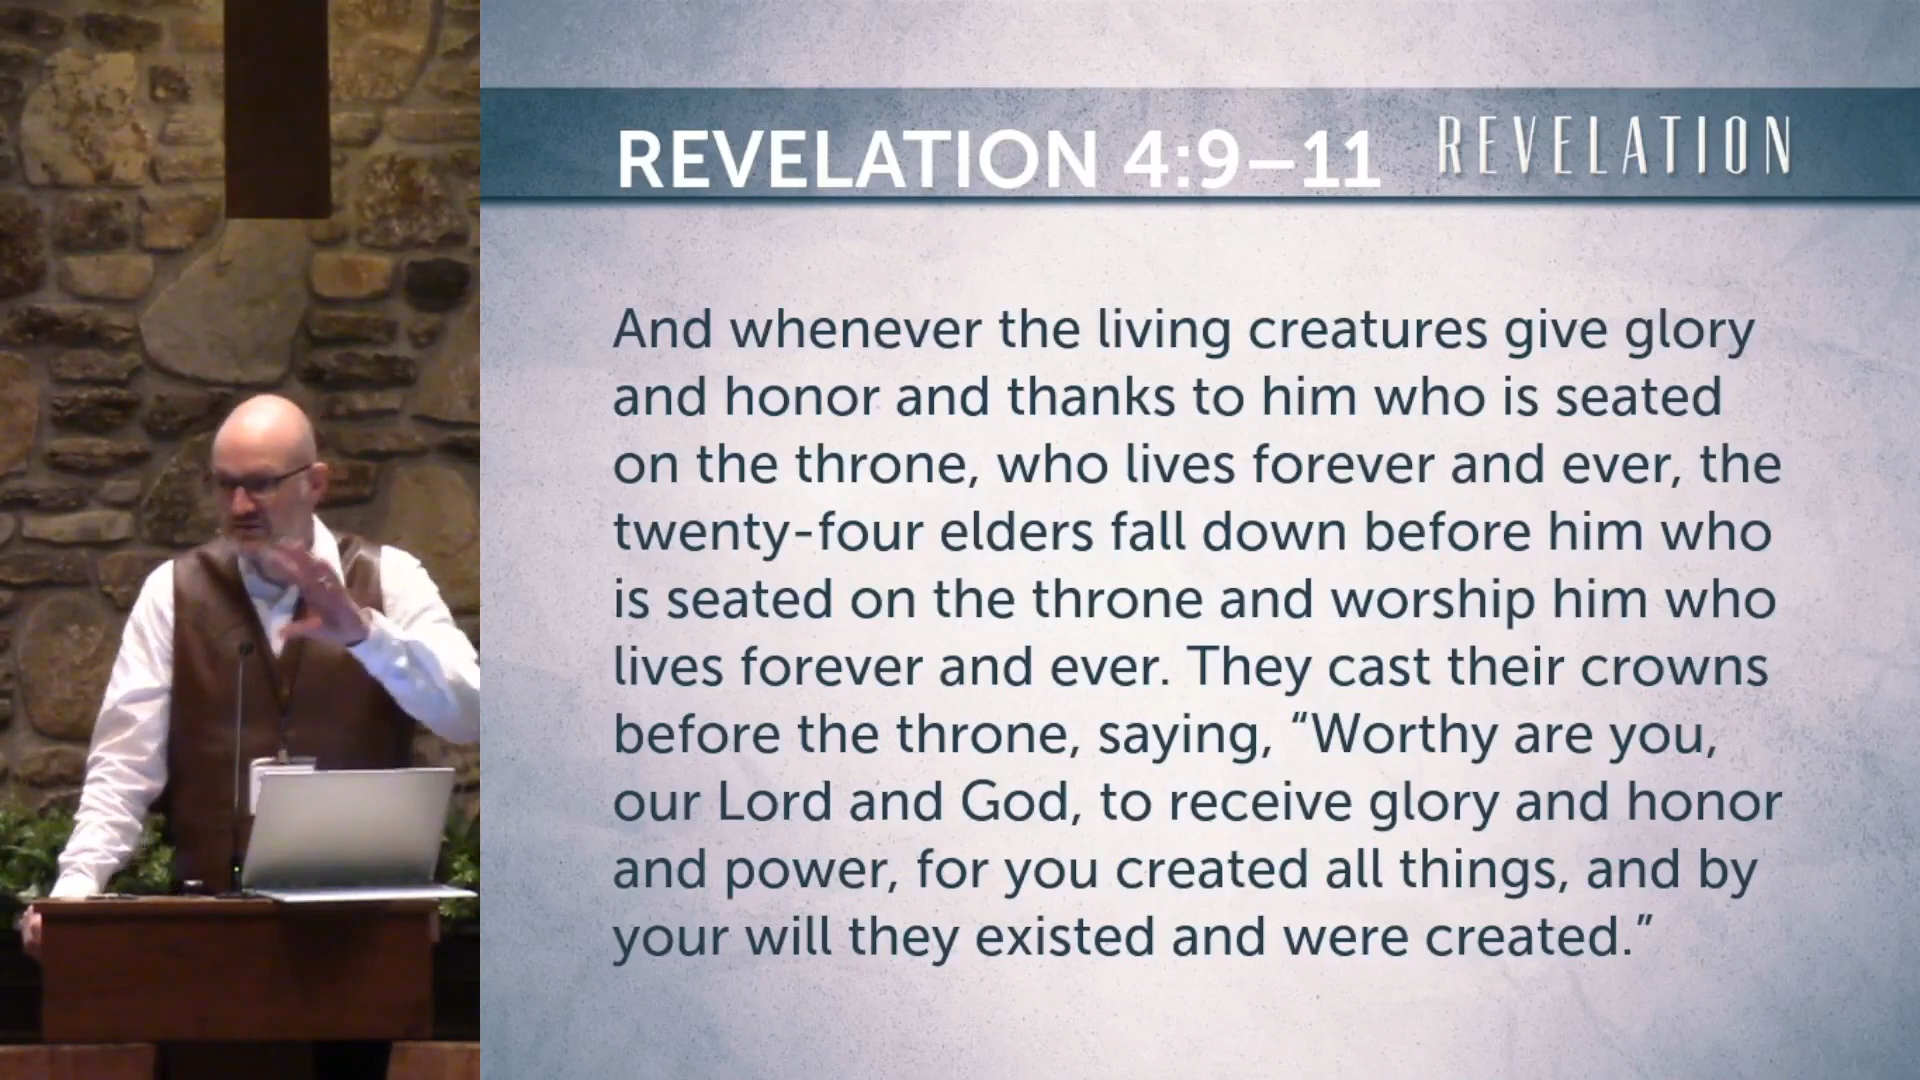 REVELATION 4:9–11 REVELATION
And whenever the living creatures give glory
and honor and thanks to him who is seated
on the throne, who lives forever and ever, the
twenty-four elders fall down before him who
is seated on the throne and worship him who
lives forever and ever. They cast their crowns
before the throne, saying, “Worthy are you,
our Lord and God, to receive glory and honor
and power, for you created all things, and by
your will they existed and were created.”